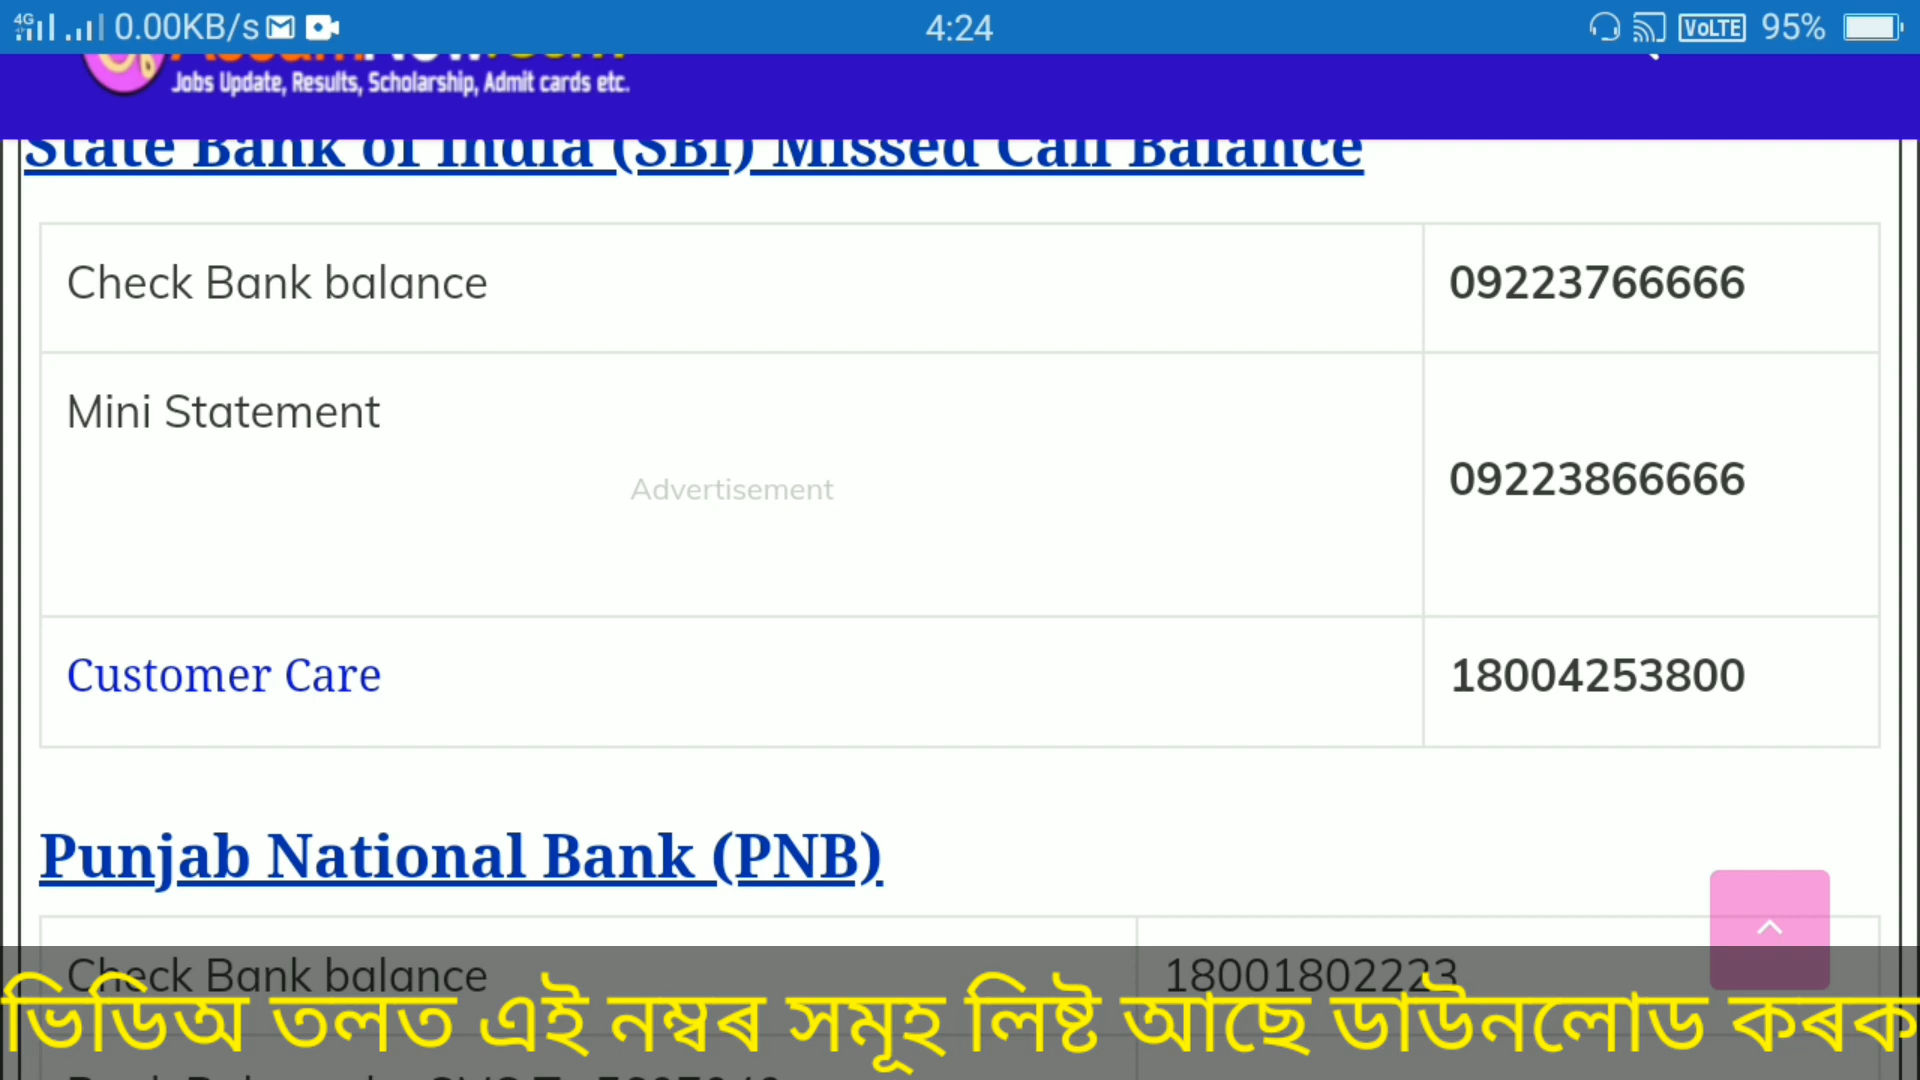 4G 0.00KB/s 4:24 VoLTE 95%
Jobs Update, Results, Scholarship, Admit cards etc.
State Bank of India (SBI) Missed Call Balance
Check Bank balance 09223766666
Mini Statement
Advertisement
09223866666
Customer Care 18004253800
Punjab National Bank (PNB)
Check Bank balance 18001802223
ভিডিঅ তলত এই নম্বৰ সমূহ লিষ্ট আছে ডাউনলোড কৰক